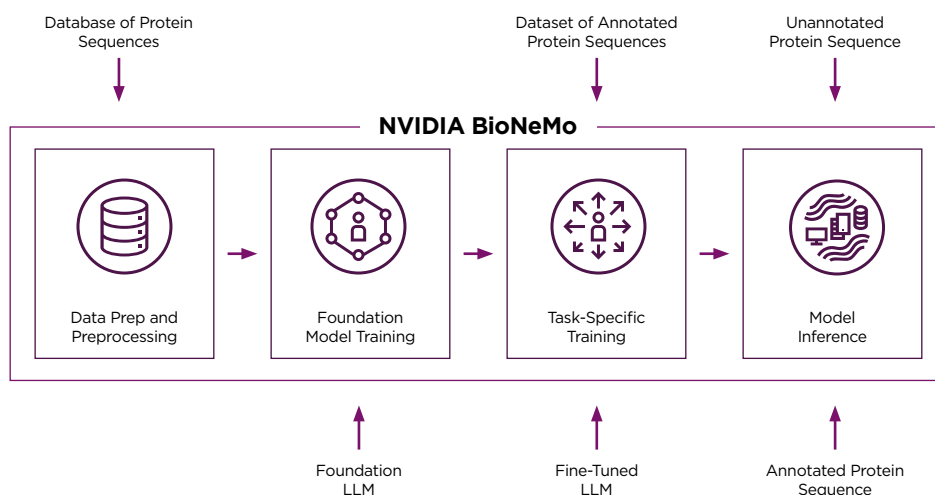 Database of Protein
Sequences
Dataset of Annotated
Protein Sequences
Unannotated
Protein Sequence
NVIDIA BioNeMo
Data Prep and
Preprocessing
Foundation
Model Training
Task-Specific
Training
Model
Inference
Foundation
LLM
Fine-Tuned
LLM
Annotated Protein
Sequence